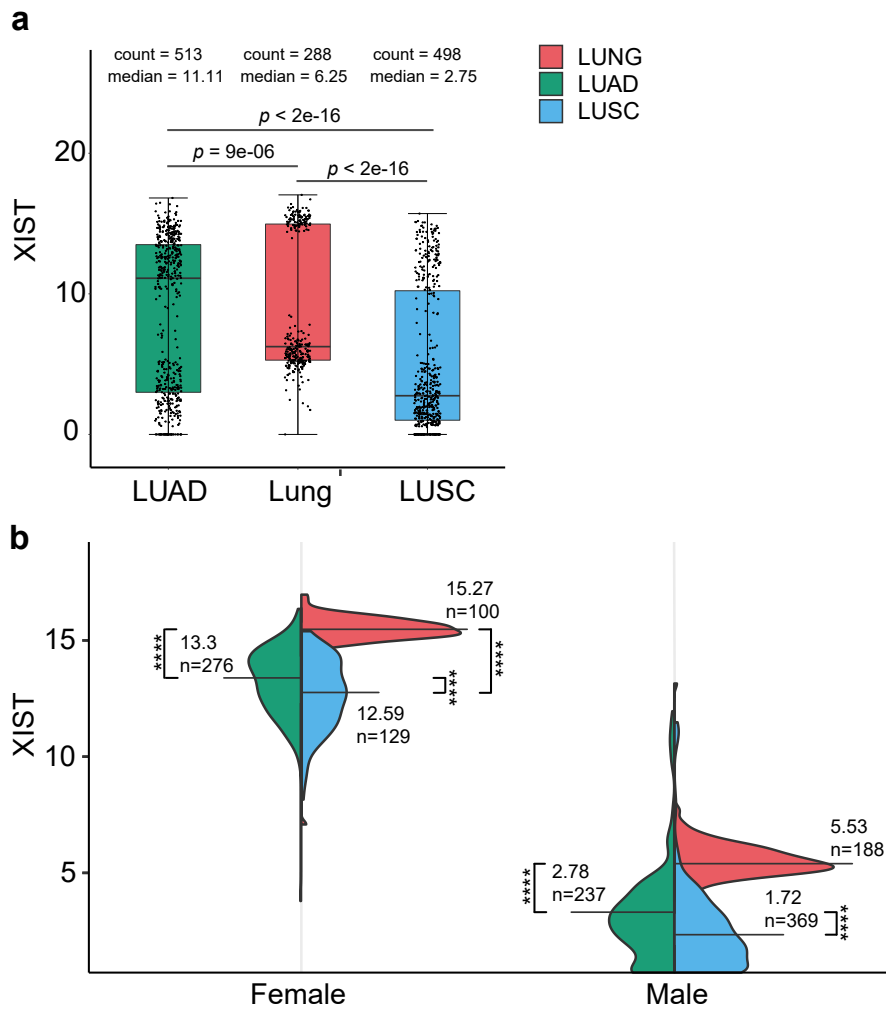 a
count = 513 count = 288 count = 498
median = 11.11 median = 6.25 median = 2.75
LUNG
LUAD
LUSC
p < 2e-16
p = 9e-06
p < 2e-16
XIST
20
10
0
LUAD Lung LUSC
b
XIST
15
10
5
15.27
n=100
****
13.3
n=276
****
****
12.59
n=129
5.53
n=188
****
2.78
n=237
1.72
n=369
****
Female Male